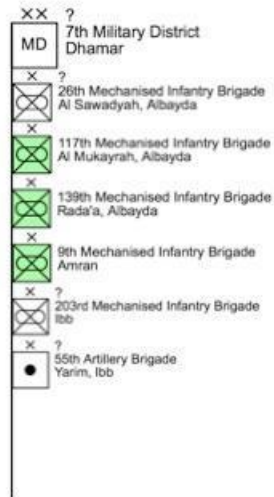 XX ?
MD
7th Military District
Dhamar
X ?
26th Mechanised Infantry Brigade
Al Sawadyah, Albayda
X
117th Mechanised Infantry Brigade
Al Mukayrah, Albayda
X
139th Mechanised Infantry Brigade
Rada'a, Albayda
X
9th Mechanised Infantry Brigade
Amran
X ?
203rd Mechanised Infantry Brigade
Ibb
X ?
55th Artillery Brigade
Yarim, Ibb